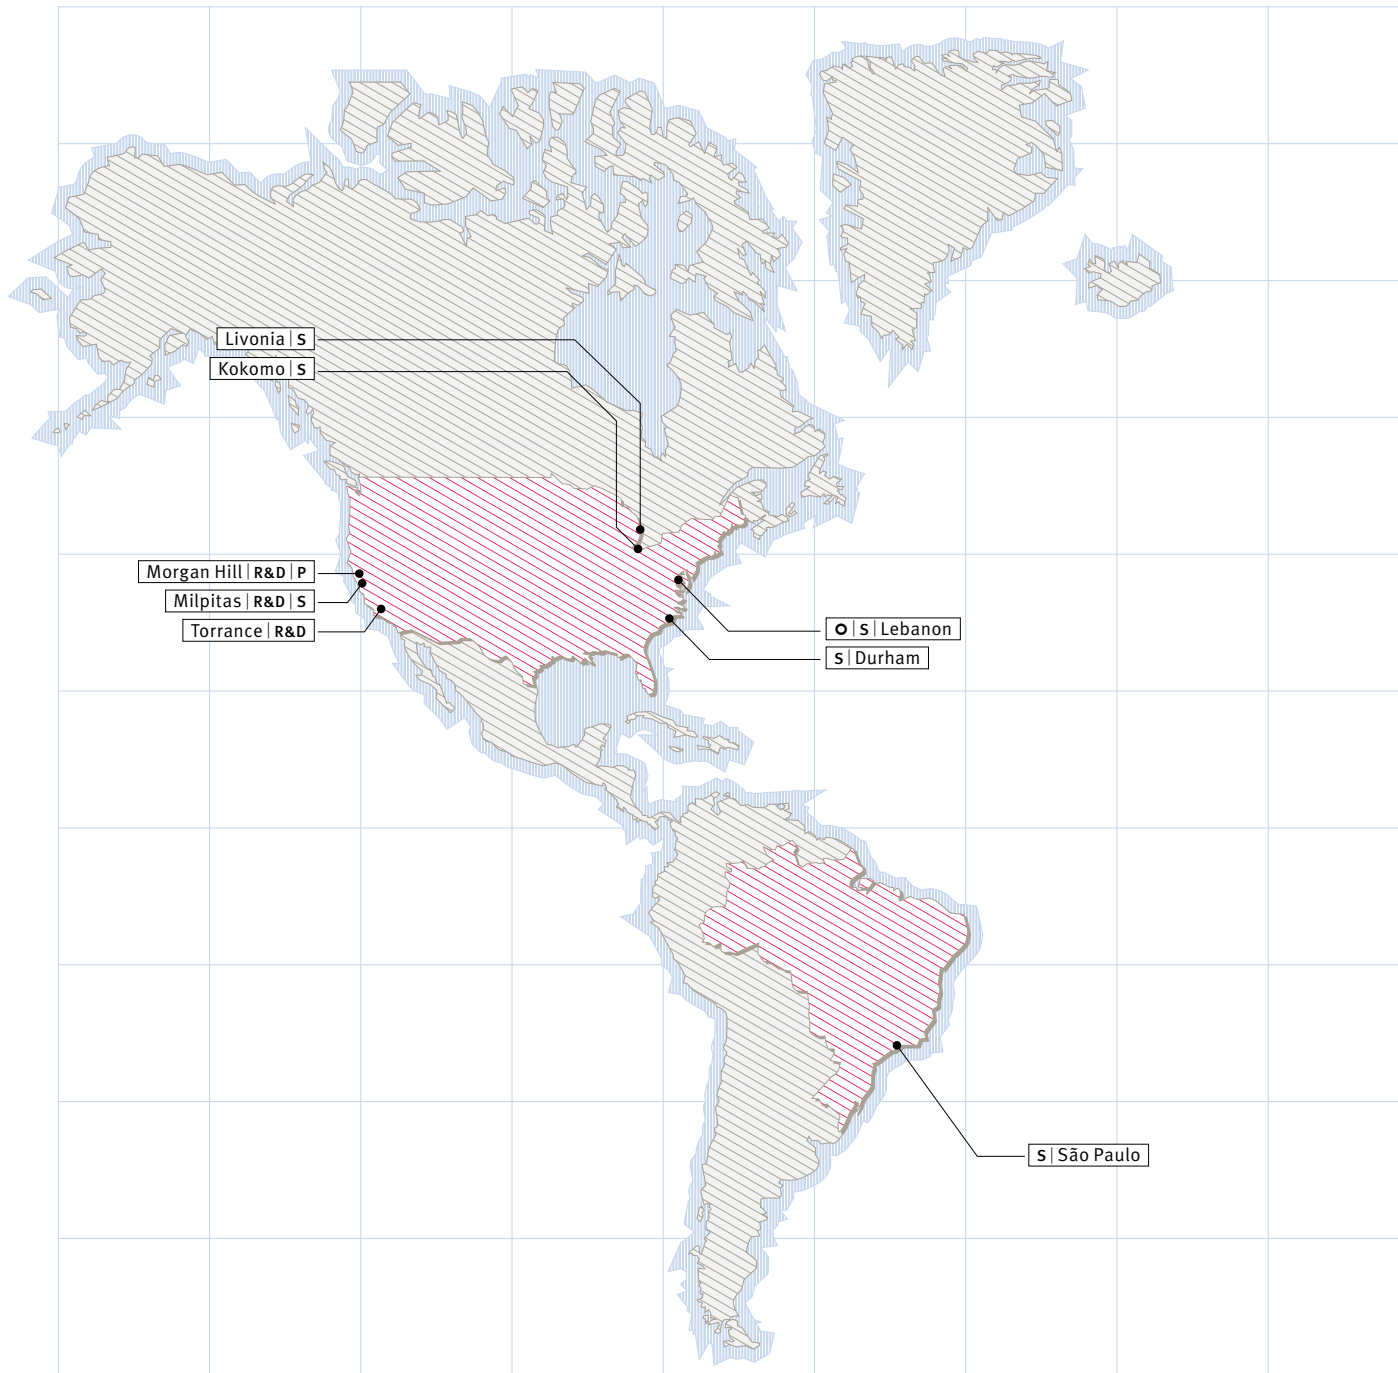 Livonia | S
Kokomo | S
Morgan Hill | R&D | P
Milpitas | R&D | S
Torrance | R&D
O | S | Lebanon
S | Durham
S | São Paulo